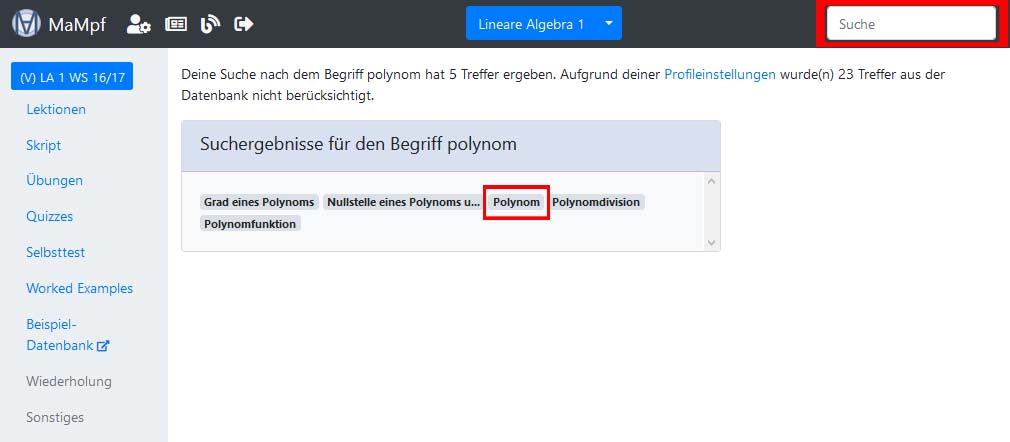 MaMpf
Lineare Algebra 1
Suche
(V) LA 1 WS 16/17
Lektionen
Skript
Übungen
Quizzes
Selbsttest
Worked Examples
Beispiel-
Datenbank
Wiederholung
Sonstiges
Deine Suche nach dem Begriff polynom hat 5 Treffer ergeben. Aufgrund deiner Profileinstellungen wurde(n) 23 Treffer aus der
Datenbank nicht berücksichtigt.
Suchergebnisse für den Begriff polynom
Grad eines Polynoms Nullstelle eines Polynoms u... Polynom Polynomdivision
Polynomfunktion